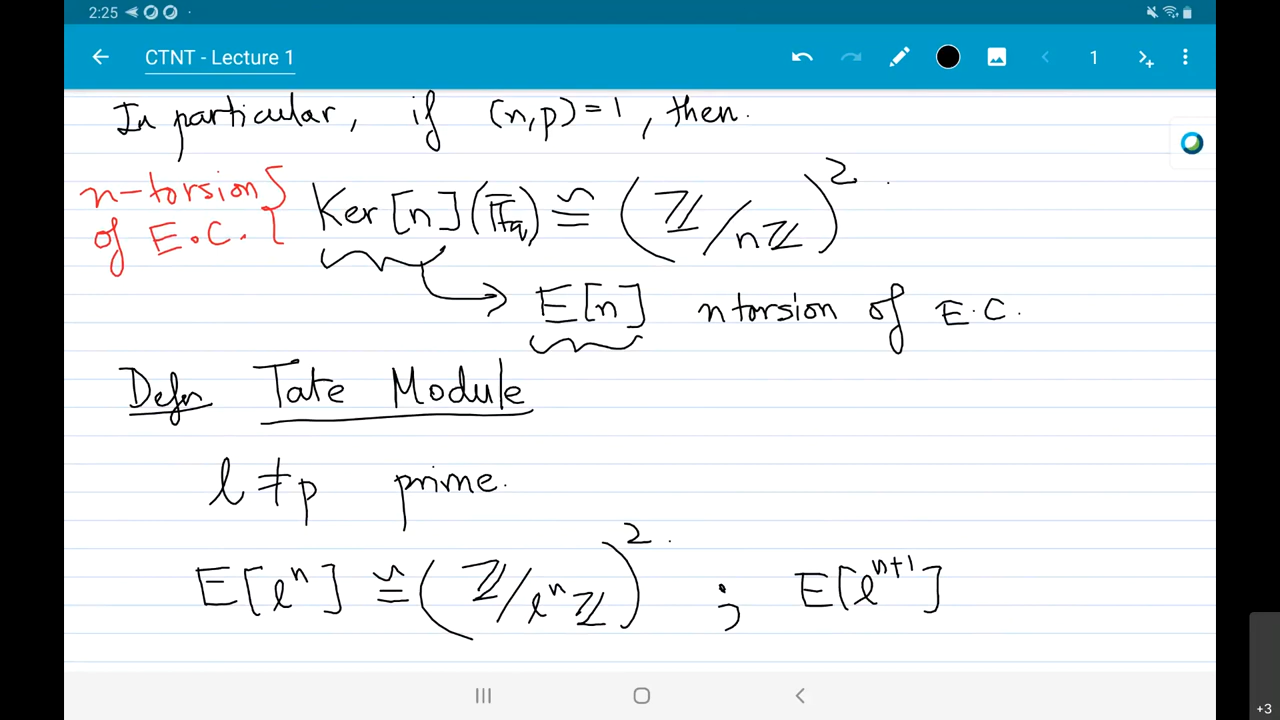 2:25
CTNT - Lecture 1
1
In particular, if (n,p)=1, then.
n-torsion of E.C. { Ker[n](F̄q) ≅ (ℤ/nℤ)²
→ E[n] n torsion of E.C.
Defn Tate Module
l ≠ p prime.
E[lⁿ] ≅ (ℤ/lⁿℤ)² ; E[lⁿ⁺¹]
+3